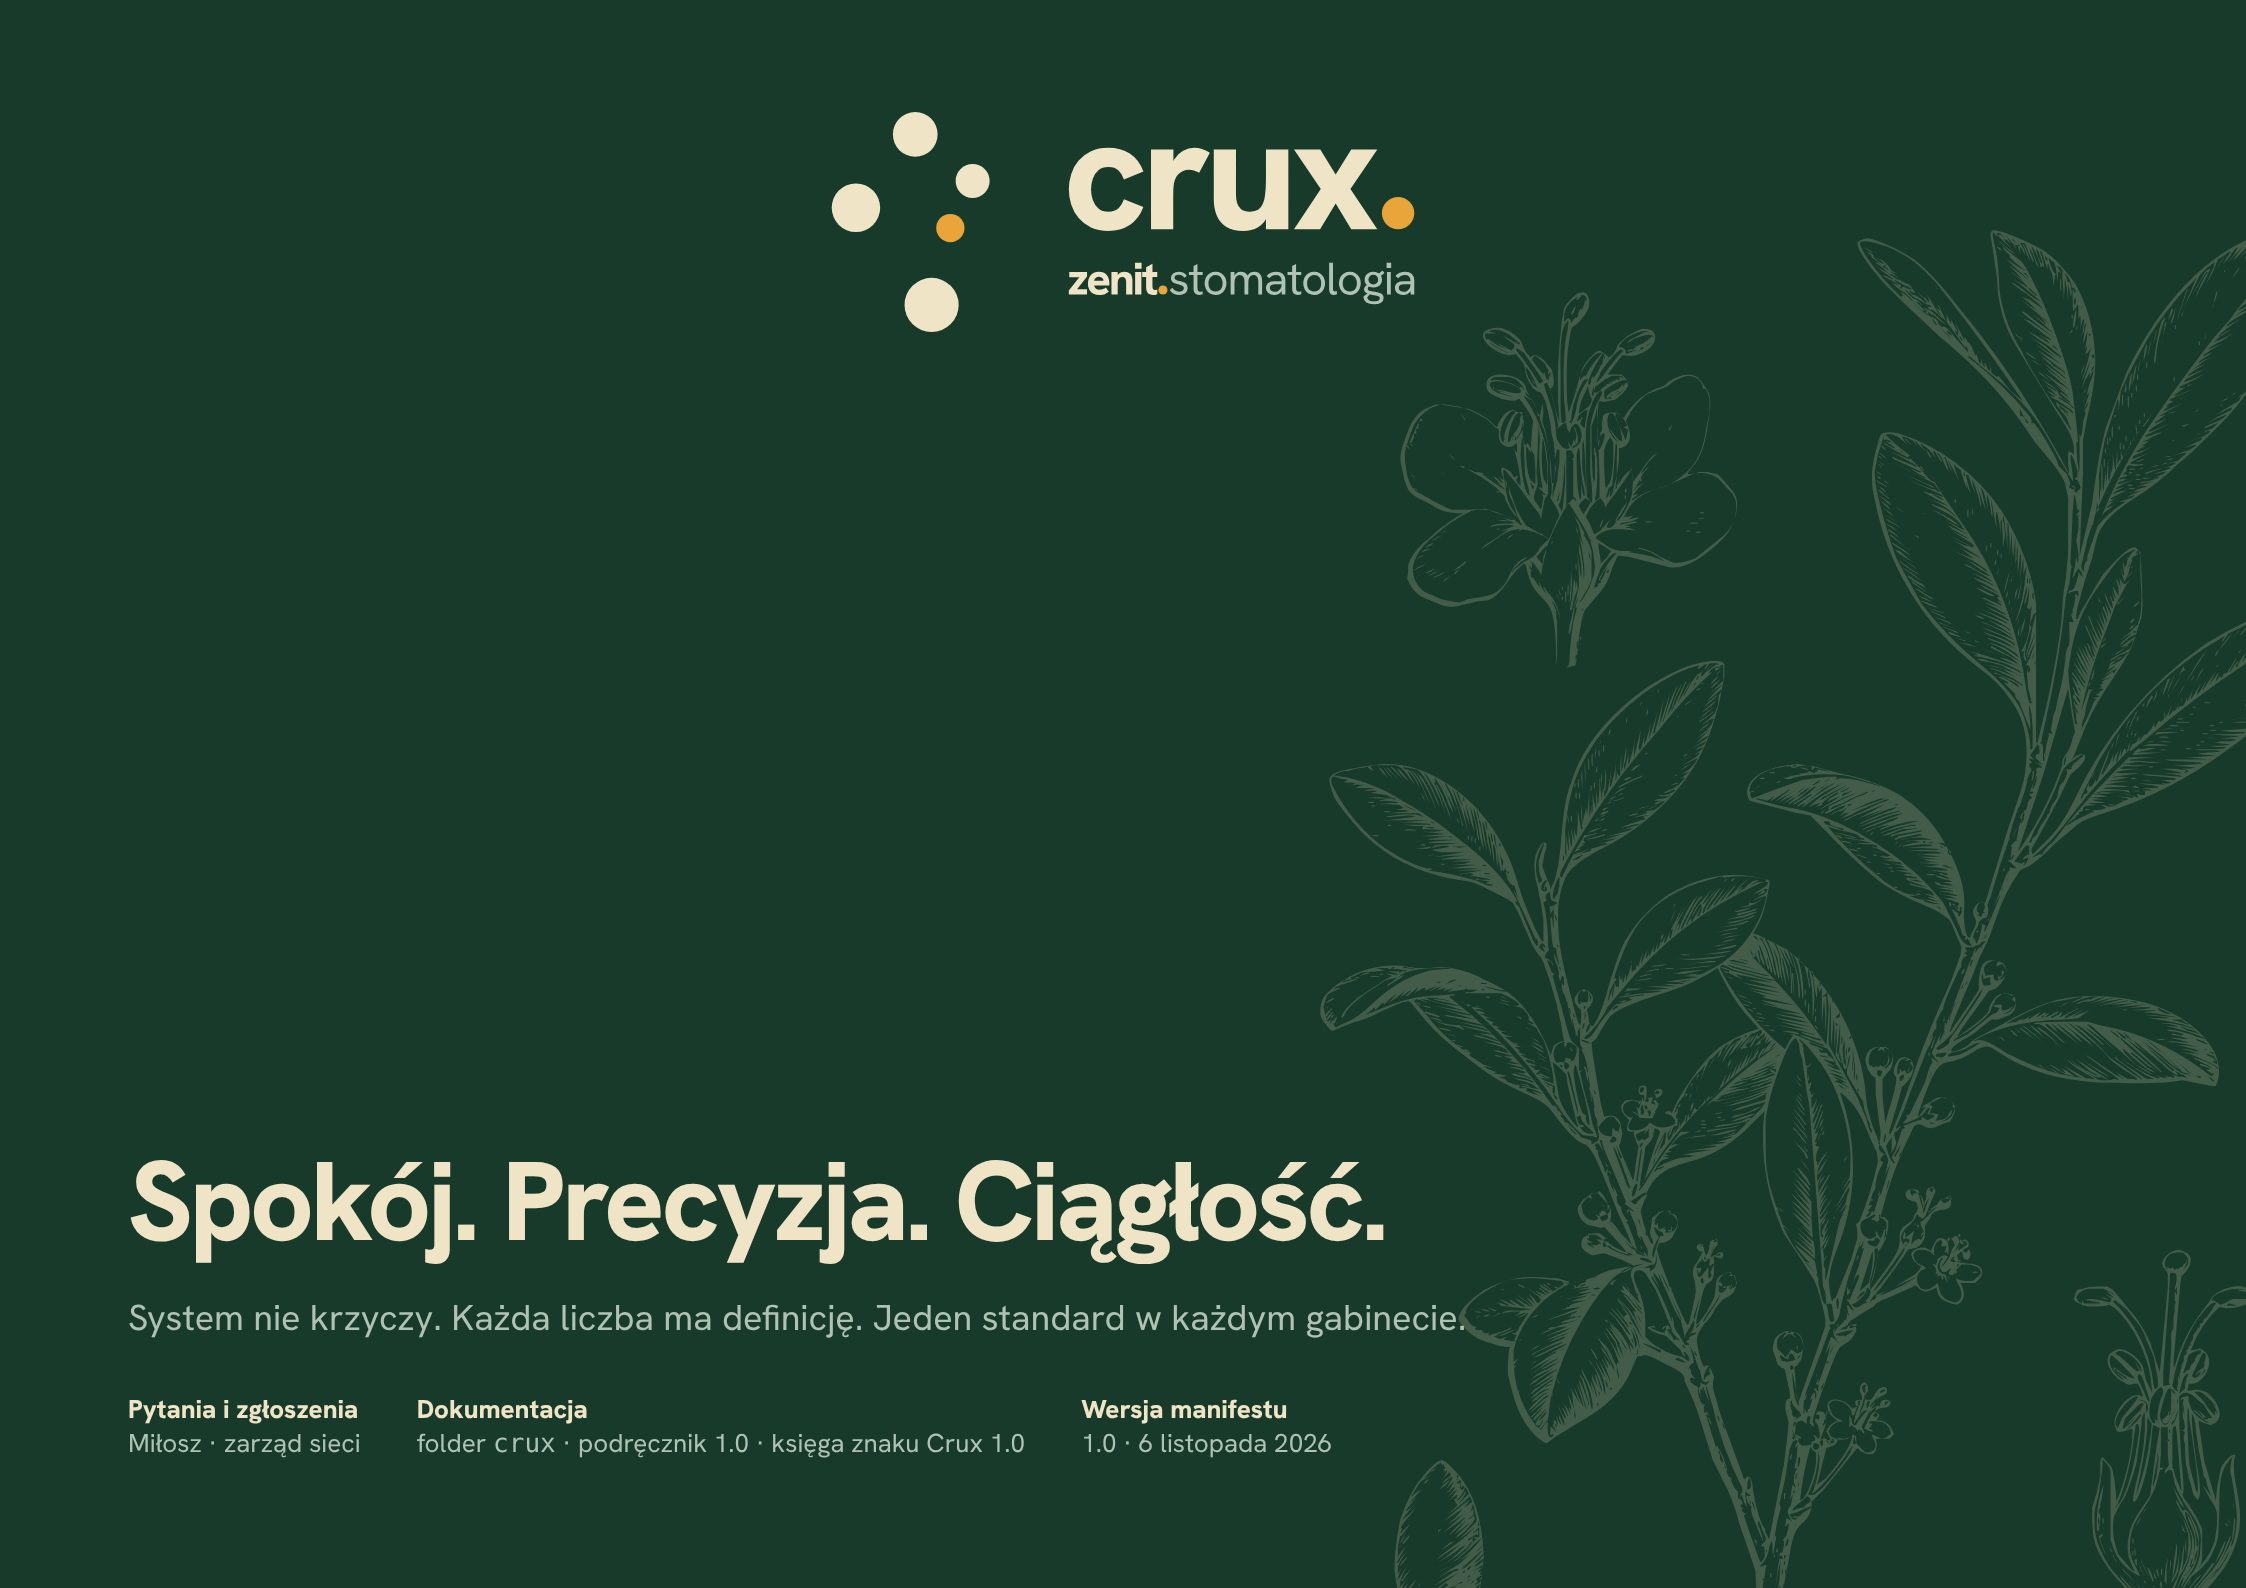 crux.
zenit.stomatologia
Spokój. Precyzja. Ciągłość.
System nie krzyczy. Każda liczba ma definicję. Jeden standard w każdym gabinecie.
Pytania i zgłoszenia
Miłosz · zarząd sieci
Dokumentacja
folder crux · podręcznik 1.0 · księga znaku Crux 1.0
Wersja manifestu
1.0 · 6 listopada 2026